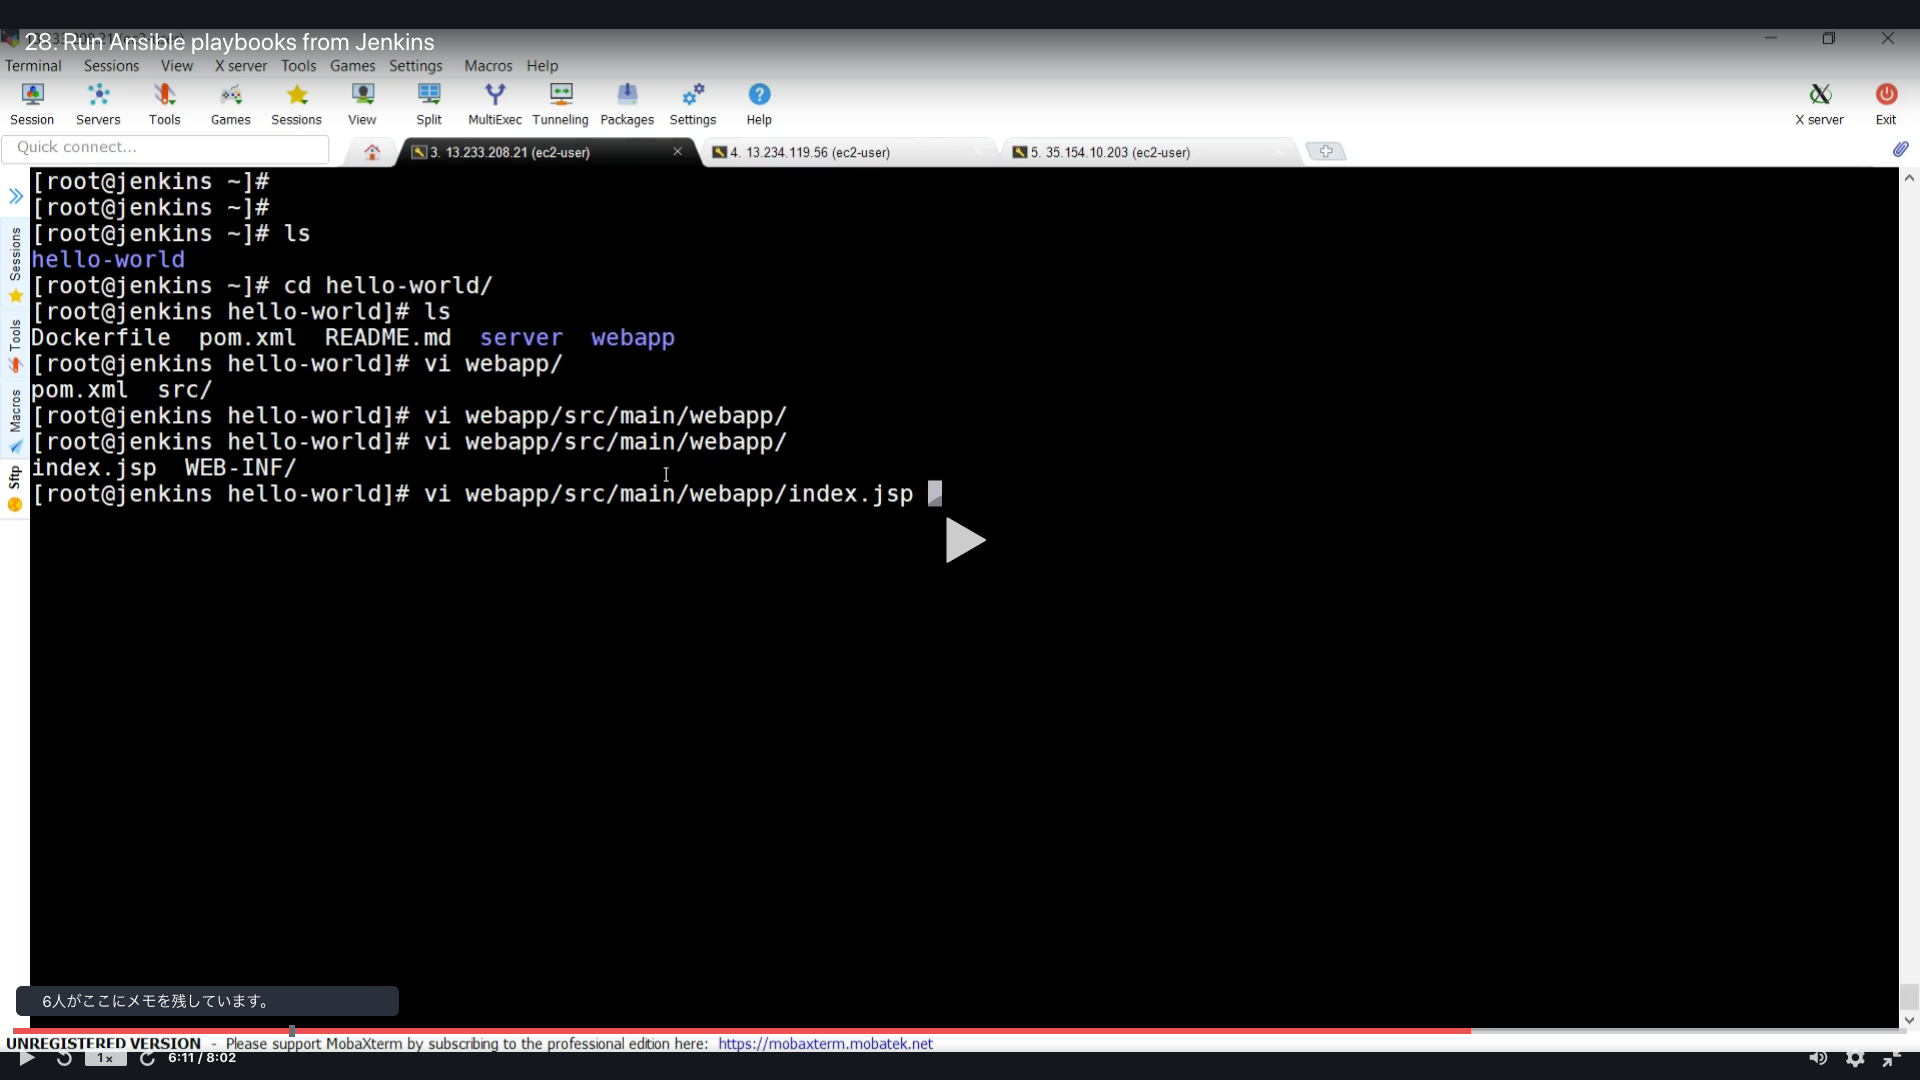 28. Run Ansible playbooks from Jenkins
Terminal Sessions View X server Tools Games Settings Macros Help
Session Servers Tools Games Sessions View Split MultiExec Tunneling Packages Settings Help X server Exit
Quick connect...
3. 13.233.208.21 (ec2-user)
4. 13.234.119.56 (ec2-user)
5. 35.154.10.203 (ec2-user)
Sessions
Tools
Macros
Sftp
[root@jenkins ~]#
[root@jenkins ~]#
[root@jenkins ~]# ls
hello-world
[root@jenkins ~]# cd hello-world/
[root@jenkins hello-world]# ls
Dockerfile  pom.xml  README.md  server  webapp
[root@jenkins hello-world]# vi webapp/
pom.xml  src/
[root@jenkins hello-world]# vi webapp/src/main/webapp/
[root@jenkins hello-world]# vi webapp/src/main/webapp/
index.jsp  WEB-INF/
[root@jenkins hello-world]# vi webapp/src/main/webapp/index.jsp
6人がここにメモを残しています。
UNREGISTERED VERSION - Please support MobaXterm by subscribing to the professional edition here: https://mobaxterm.mobatek.net
1x 6:11 / 8:02